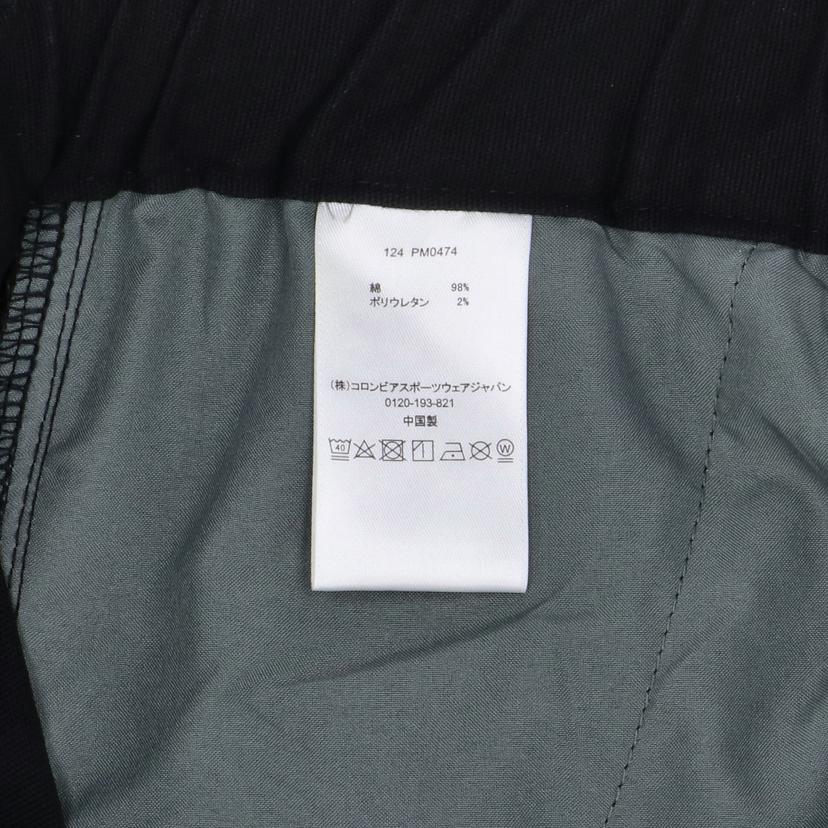 124 PM0474
綿 98%
ポリウレタン 2%
(株)コロンビアスポーツウェアジャパン
0120-193-821
中国製
40 W